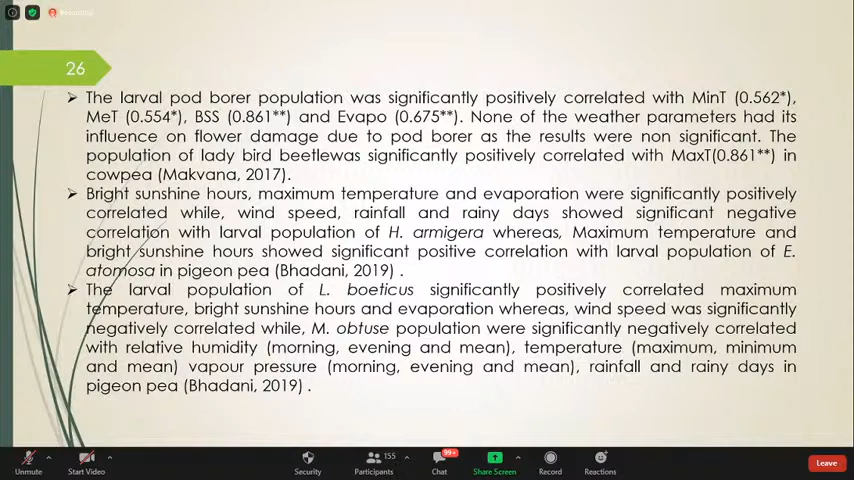 Recording
26
➢ The larval pod borer population was significantly positively correlated with MinT (0.562*),
MeT (0.554*), BSS (0.861**) and Evapo (0.675**). None of the weather parameters had its
influence on flower damage due to pod borer as the results were non significant. The
population of lady bird beetlewas significantly positively correlated with MaxT(0.861**) in
cowpea (Makvana, 2017).
➢ Bright sunshine hours, maximum temperature and evaporation were significantly positively
correlated while, wind speed, rainfall and rainy days showed significant negative
correlation with larval population of H. armigera whereas, Maximum temperature and
bright sunshine hours showed significant positive correlation with larval population of E.
atomosa in pigeon pea (Bhadani, 2019) .
➢ The larval population of L. boeticus significantly positively correlated maximum
temperature, bright sunshine hours and evaporation whereas, wind speed was significantly
negatively correlated while, M. obtuse population were significantly negatively correlated
with relative humidity (morning, evening and mean), temperature (maximum, minimum
and mean) vapour pressure (morning, evening and mean), rainfall and rainy days in
pigeon pea (Bhadani, 2019) .
155 99+
Unmute Start Video Security Participants Chat Share Screen Record Reactions Leave